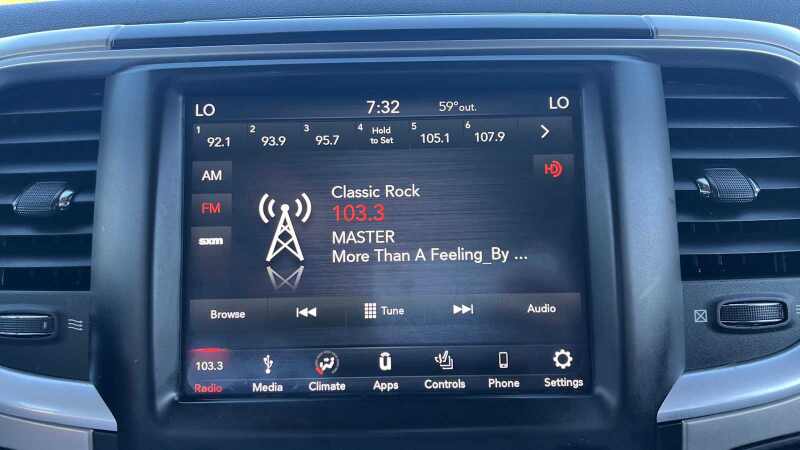 LO 7:32 59°out. LO
1 92.1 2 93.9 3 95.7 4 Hold to Set 5 105.1 6 107.9
AM
HD
FM
sxm
Classic Rock
103.3
MASTER
More Than A Feeling_By ...
Browse Tune Audio
103.3
Radio Media Climate Apps Controls Phone Settings